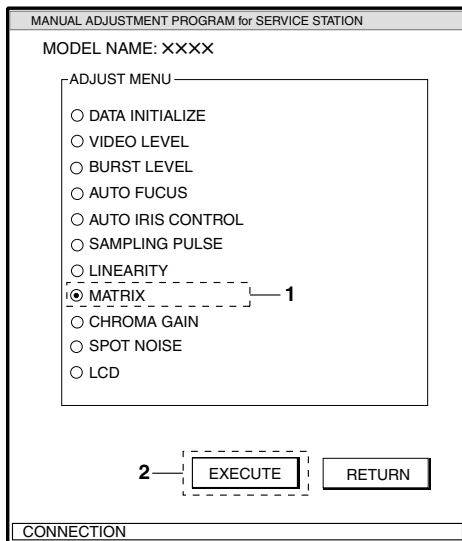 MANUAL ADJUSTMENT PROGRAM for SERVICE STATION
MODEL NAME: XXXX
ADJUST MENU
DATA INITIALIZE
VIDEO LEVEL
BURST LEVEL
AUTO FUCUS
AUTO IRIS CONTROL
SAMPLING PULSE
LINEARITY
MATRIX 1
CHROMA GAIN
SPOT NOISE
LCD
2 EXECUTE RETURN
CONNECTION